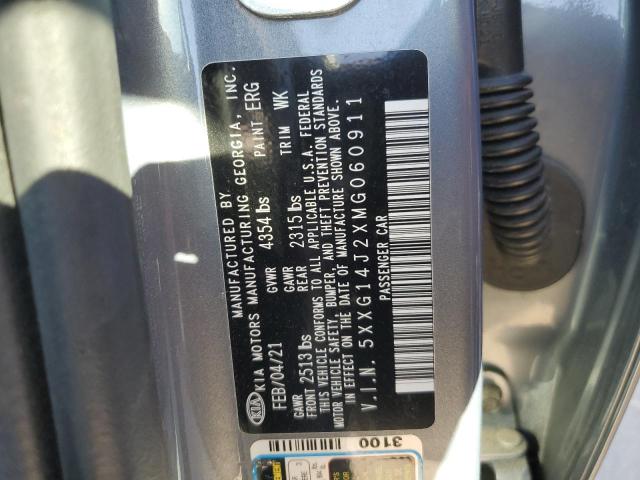 MANUFACTURED BY
KIA KIA MOTORS MANUFACTURING GEORGIA, INC.
FEB/04/21 GVWR 4354 lbs PAINT ERG
GAWR FRONT 2513 lbs GAWR REAR 2315 lbs TRIM WK
THIS VEHICLE CONFORMS TO ALL APPLICABLE U.S.A. FEDERAL
MOTOR VEHICLE SAFETY, BUMPER, AND THEFT PREVENTION STANDARDS
IN EFFECT ON THE DATE OF MANUFACTURE SHOWN ABOVE.
V.I.N. 5XXG14J2XMG060911
PASSENGER CAR
3100